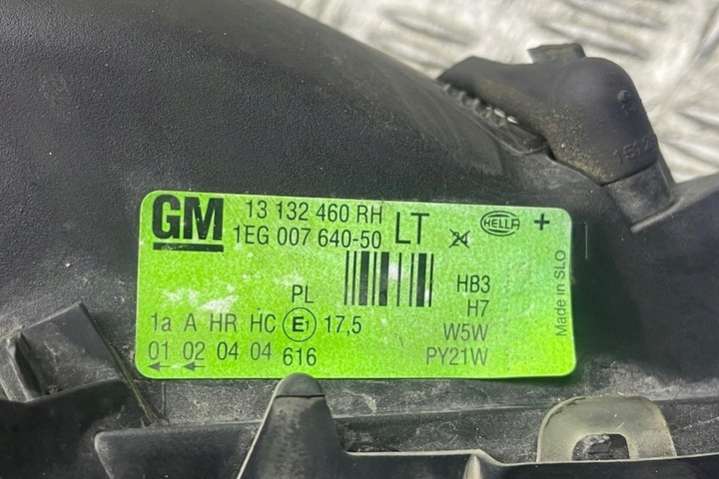 GM
13 132 460 RH
1EG 007 640-50 LT
24
HELLA
+
PL
HB3
H7
W5W
PY21W
1a A HR HC E1 17,5
01 02 04 04 616
Made in SLO